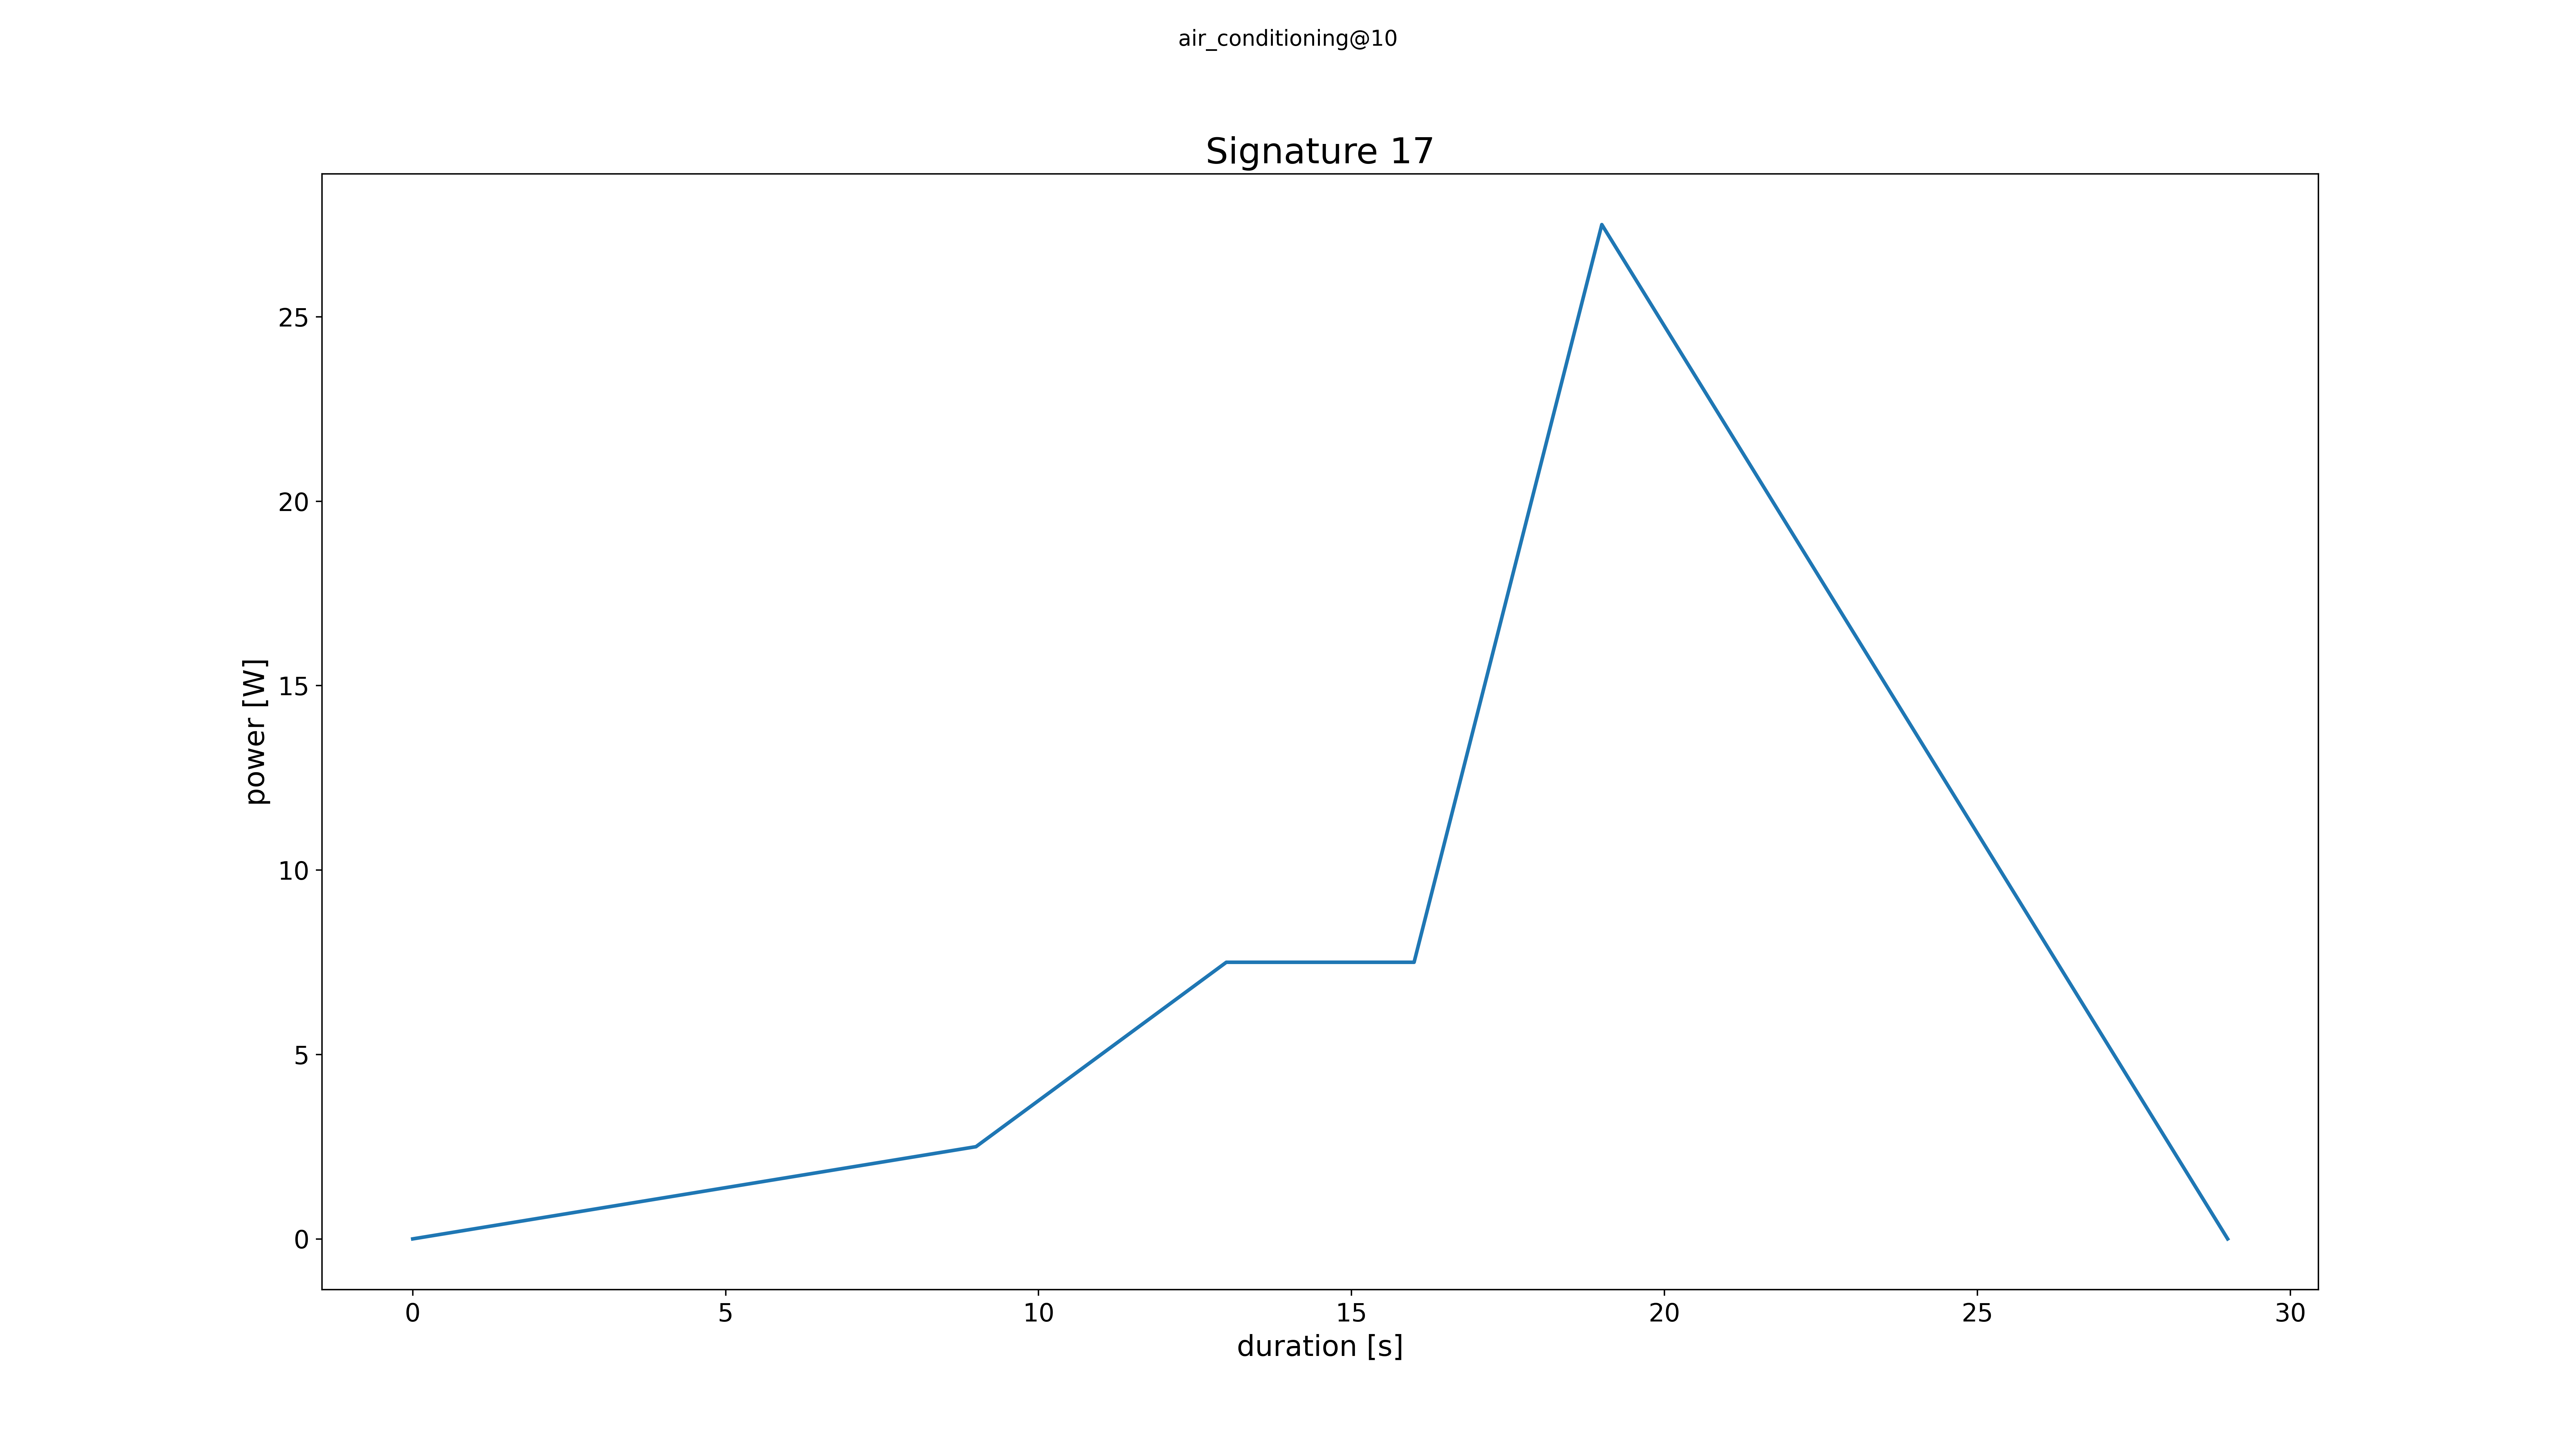 air_conditioning@10
Signature 17
power [W]
25
20
15
10
5
0
0 5 10 15 20 25 30
duration [s]